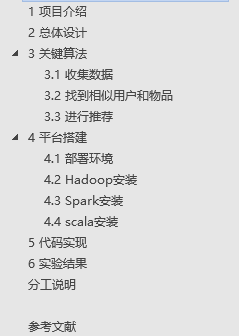 1 项目介绍
2 总体设计
3 关键算法
3.1 收集数据
3.2 找到相似用户和物品
3.3 进行推荐
4 平台搭建
4.1 部署环境
4.2 Hadoop安装
4.3 Spark安装
4.4 scala安装
5 代码实现
6 实验结果
分工说明
参考文献